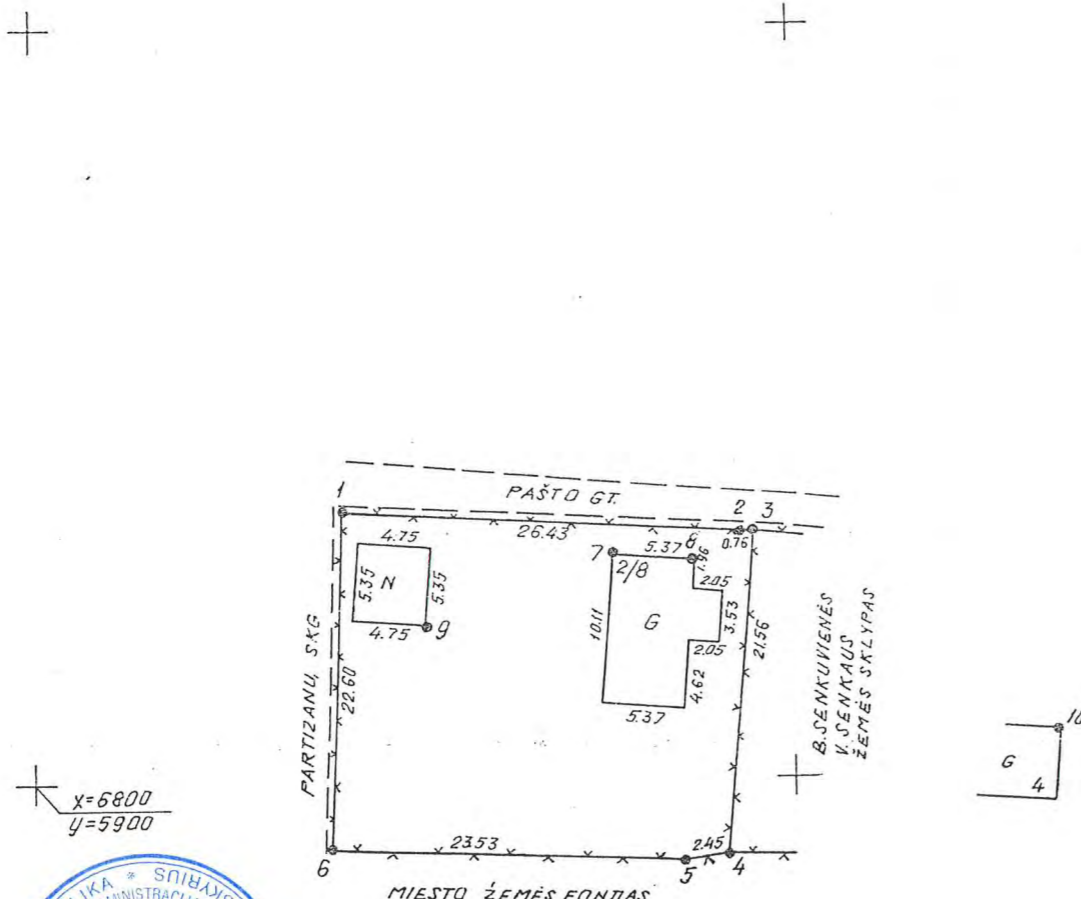 PAŠTO GT.
1
2 3
26.43
0.76
4.75
5.35
N
5.35
4.75
9
7
5.37
8
2/8
1.96
2.05
3.53
2.05
G
10.11
4.62
5.37
21.56
22.60
PARTIZANŲ SKG
B.SENKUVIENĖS
V.SENKAUS
ŽEMĖS SKLYPAS
10
G
4
X=6800
Y=5900
6
23.53
2.45
5
4
MIESTO ŽEMĖS FONDAS
SKYRIUS